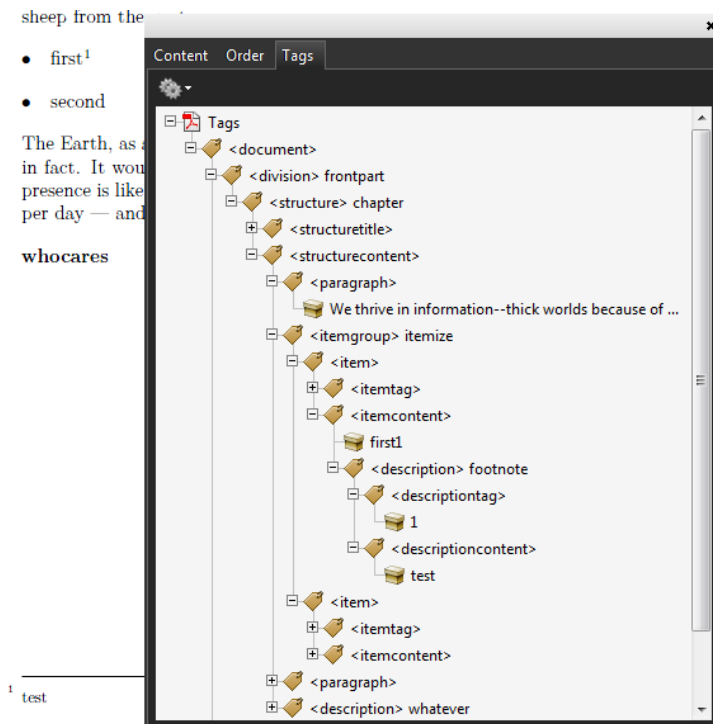 sheep from the
• first1
• second
The Earth, as
in fact. It wou
presence is like
per day — and
whocares
1 test
Content Order Tags
Tags
<document>
<division> frontpart
<structure> chapter
<structuretitle>
<structurecontent>
<paragraph>
We thrive in information--thick worlds because of ...
<itemgroup> itemize
<item>
<itemtag>
<itemcontent>
first1
<description> footnote
<descriptiontag>
1
<descriptioncontent>
test
<item>
<itemtag>
<itemcontent>
<paragraph>
<description> whatever